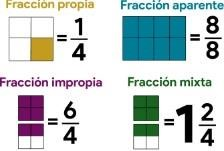 Fracción propia
= 1/4
Fracción aparente
= 8/8
Fracción impropia
= 6/4
Fracción mixta
= 1 2/4